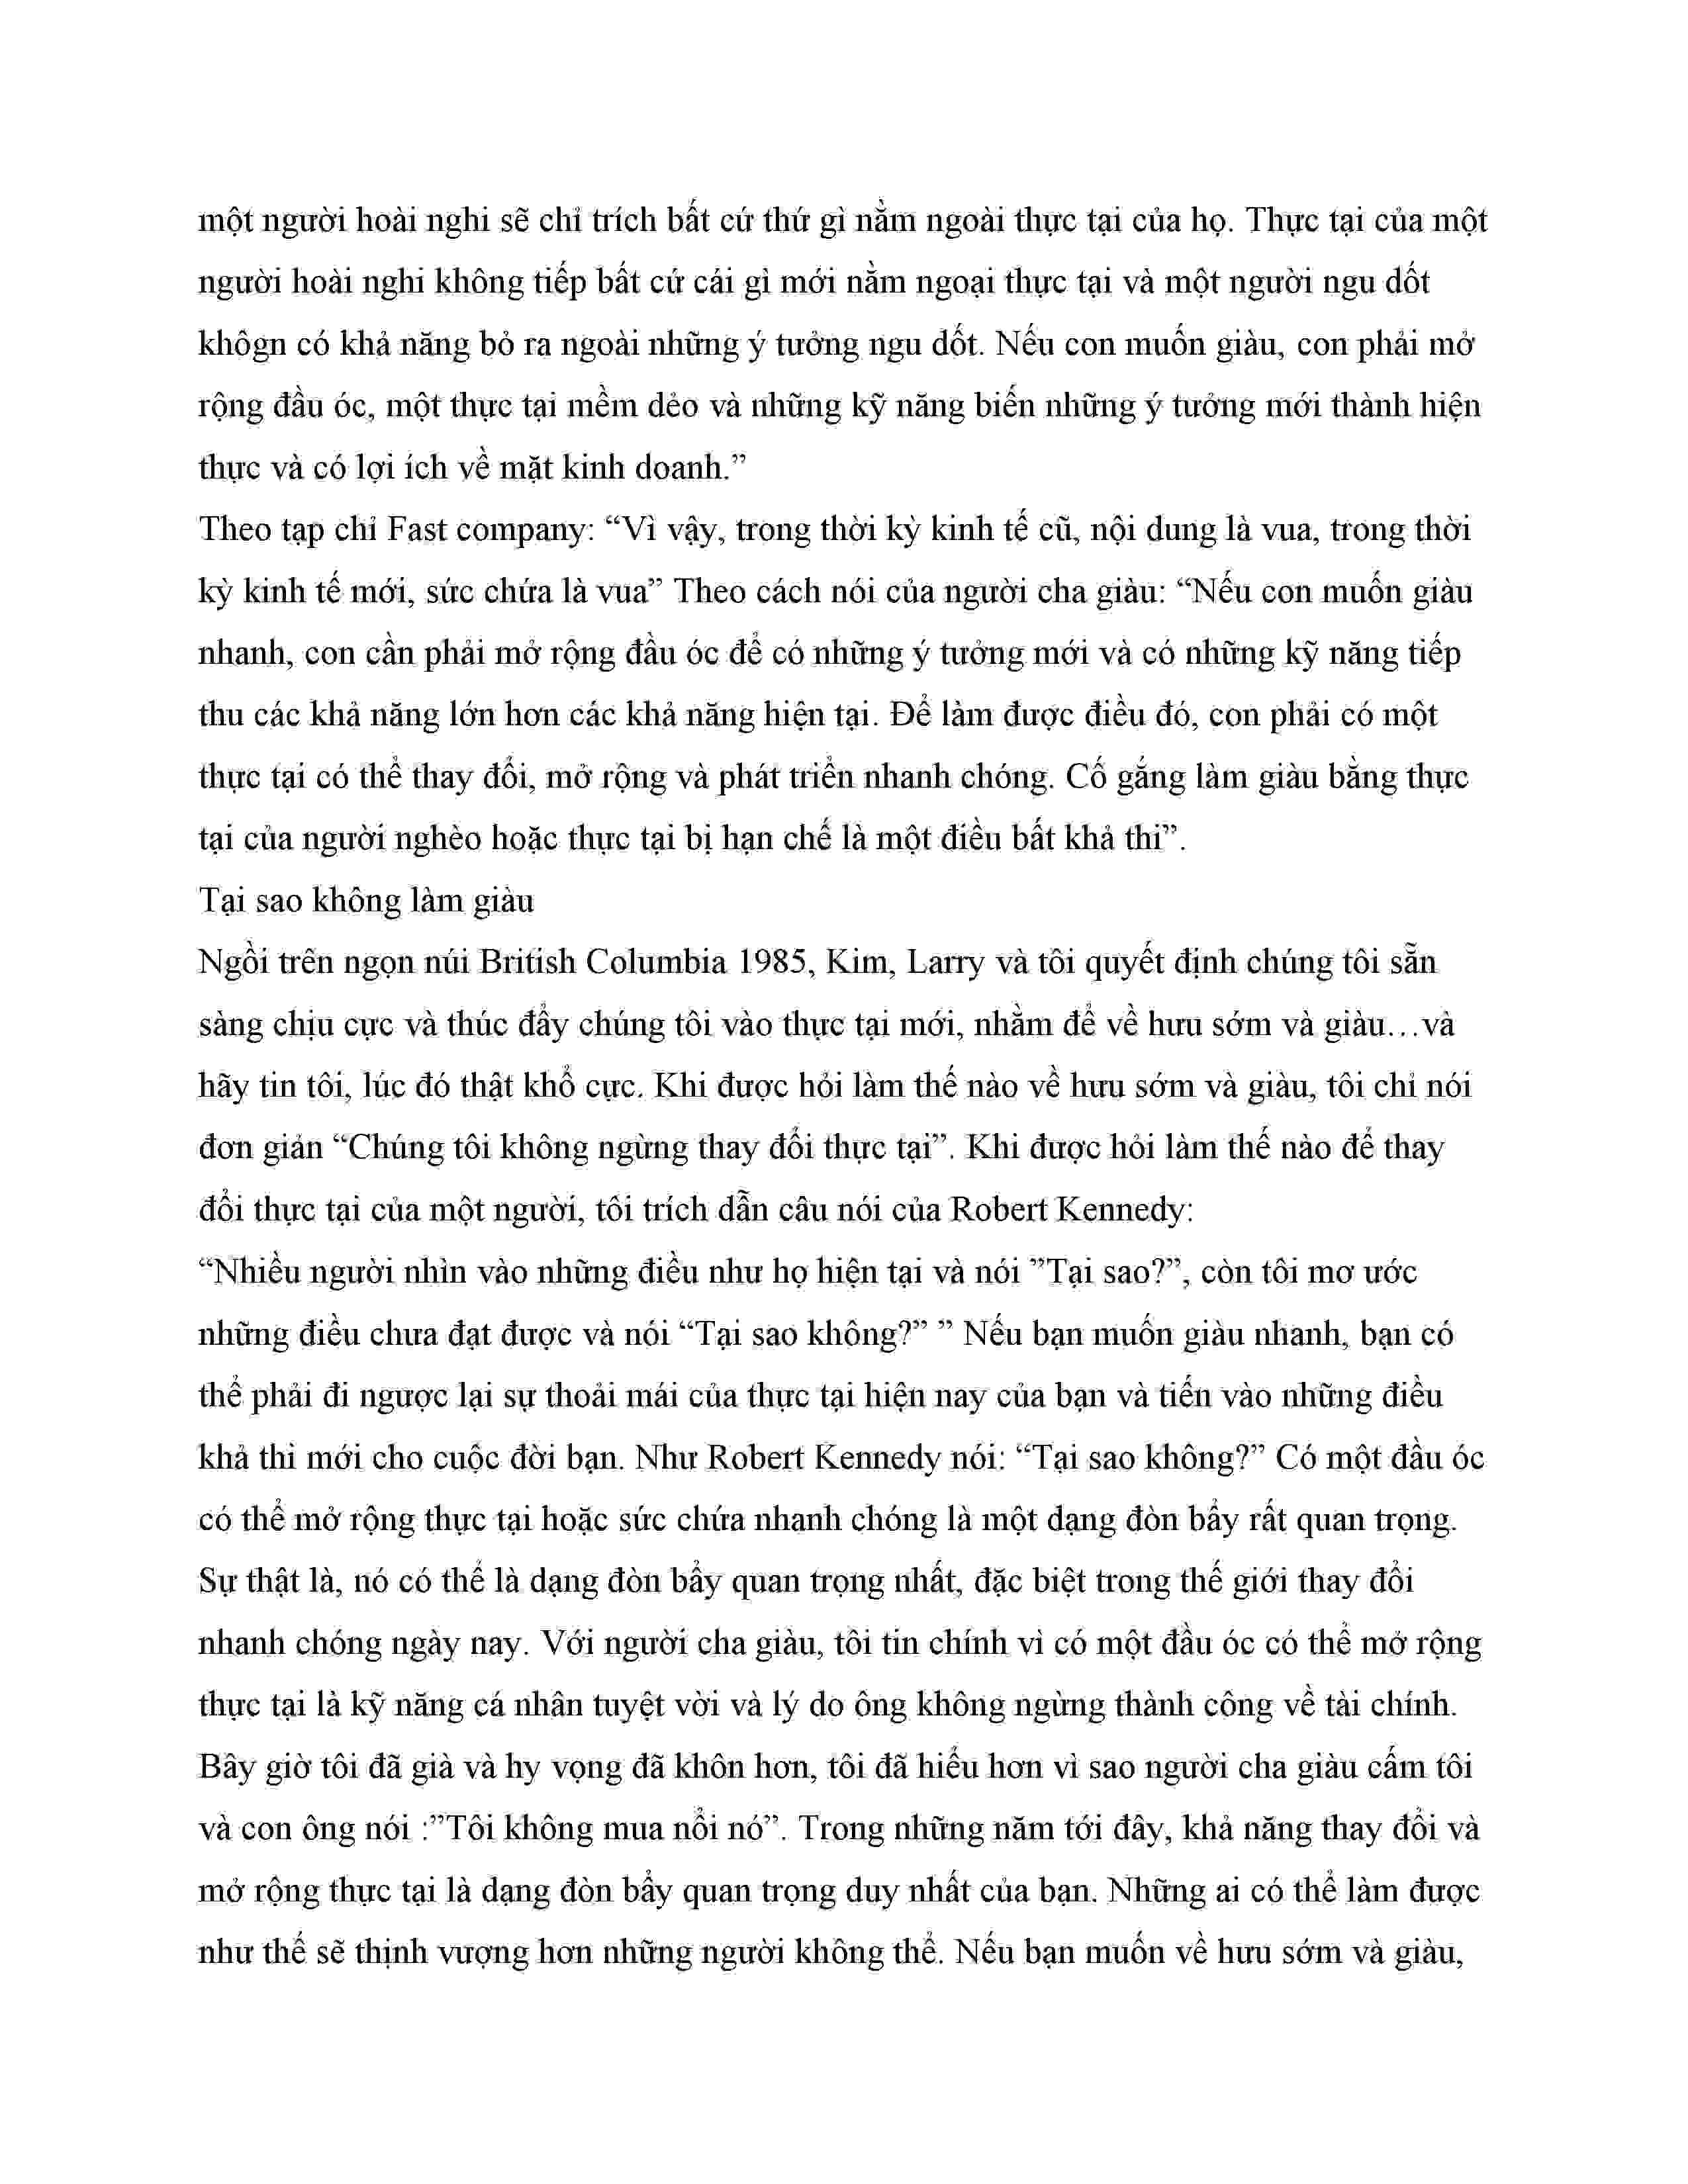 một người hoài nghi sẽ chỉ trích bất cứ thứ gì nằm ngoài thực tại của họ. Thực tại của một
người hoài nghi không tiếp bất cứ cái gì mới nằm ngoại thực tại và một người ngu dốt
khôgn có khả năng bỏ ra ngoài những ý tưởng ngu dốt. Nếu con muốn giàu, con phải mở
rộng đầu óc, một thực tại mềm dẻo và những kỹ năng biến những ý tưởng mới thành hiện
thực và có lợi ích về mặt kinh doanh.”
Theo tạp chỉ Fast company: “Vì vậy, trong thời kỳ kinh tế cũ, nội dung là vua, trong thời
kỳ kinh tế mới, sức chứa là vua” Theo cách nói của người cha giàu: “Nếu con muốn giàu
nhanh, con cần phải mở rộng đầu óc để có những ý tưởng mới và có những kỹ năng tiếp
thu các khả năng lớn hơn các khả năng hiện tại. Để làm được điều đó, con phải có một
thực tại có thể thay đổi, mở rộng và phát triển nhanh chóng. Cố gắng làm giàu bằng thực
tại của người nghèo hoặc thực tại bị hạn chế là một điều bất khả thi”.
Tại sao không làm giàu
Ngồi trên ngọn núi British Columbia 1985, Kim, Larry và tôi quyết định chúng tôi sẵn
sàng chịu cực và thúc đẩy chúng tôi vào thực tại mới, nhằm để về hưu sớm và giàu…và
hãy tin tôi, lúc đó thật khổ cực. Khi được hỏi làm thế nào về hưu sớm và giàu, tôi chỉ nói
đơn giản “Chúng tôi không ngừng thay đổi thực tại”. Khi được hỏi làm thế nào để thay
đổi thực tại của một người, tôi trích dẫn câu nói của Robert Kennedy:
“Nhiều người nhìn vào những điều như họ hiện tại và nói ”Tại sao?”, còn tôi mơ ước
những điều chưa đạt được và nói “Tại sao không?” ” Nếu bạn muốn giàu nhanh, bạn có
thể phải đi ngược lại sự thoải mái của thực tại hiện nay của bạn và tiến vào những điều
khả thi mới cho cuộc đời bạn. Như Robert Kennedy nói: “Tại sao không?” Có một đầu óc
có thể mở rộng thực tại hoặc sức chứa nhanh chóng là một dạng đòn bẩy rất quan trọng.
Sự thật là, nó có thể là dạng đòn bẩy quan trọng nhất, đặc biệt trong thế giới thay đổi
nhanh chóng ngày nay. Với người cha giàu, tôi tin chính vì có một đầu óc có thể mở rộng
thực tại là kỹ năng cá nhân tuyệt vời và lý do ông không ngừng thành công về tài chính.
Bây giờ tôi đã già và hy vọng đã khôn hơn, tôi đã hiểu hơn vì sao người cha giàu cấm tôi
và con ông nói :”Tôi không mua nổi nó”. Trong những năm tới đây, khả năng thay đổi và
mở rộng thực tại là dạng đòn bẩy quan trọng duy nhất của bạn. Những ai có thể làm được
như thế sẽ thịnh vượng hơn những người không thể. Nếu bạn muốn về hưu sớm và giàu,